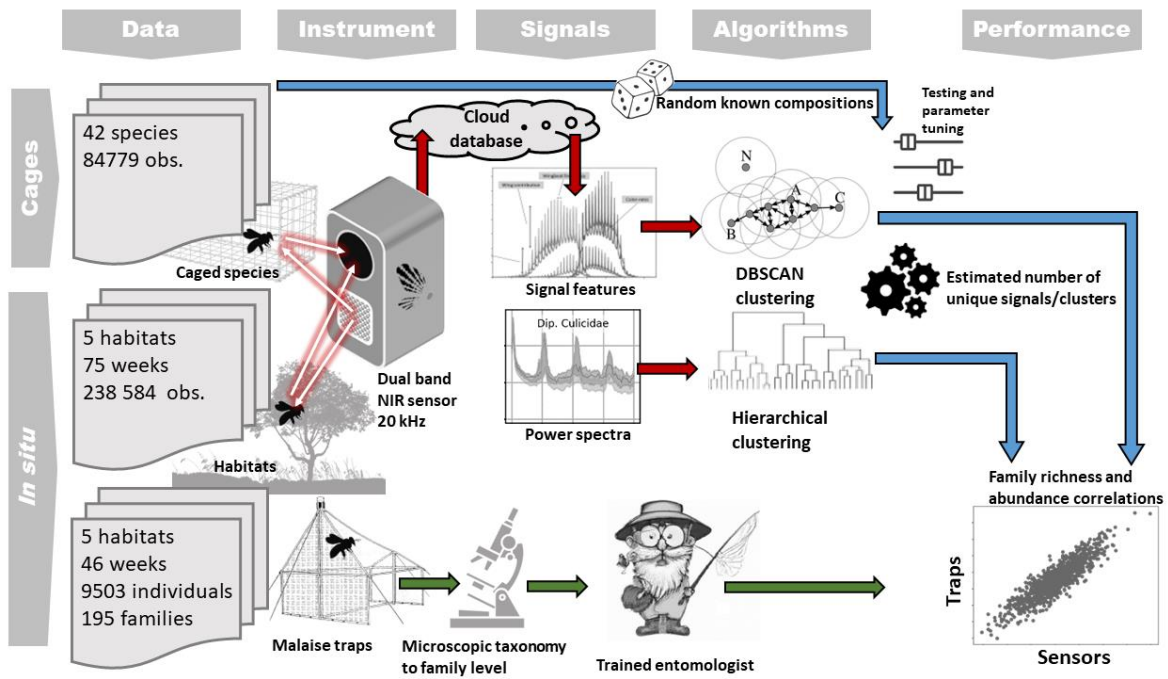 Data
Instrument
Signals
Algorithms
Performance
Cages
In situ
42 species
84779 obs.
Caged species
5 habitats
75 weeks
238 584 obs.
Habitats
5 habitats
46 weeks
9503 individuals
195 families
Malaise traps
Dual band
NIR sensor
20 kHz
Cloud
database
Random known compositions
Testing and
parameter
tuning
Signal features
N
A
B
C
DBSCAN
clustering
Estimated number of
unique signals/clusters
Dip. Culicidae
Power spectra
Hierarchical
clustering
Microscopic taxonomy
to family level
Trained entomologist
Family richness and
abundance correlations
Traps
Sensors